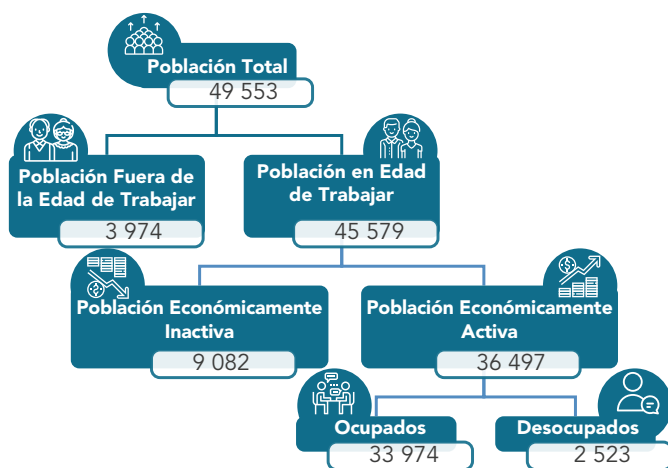 Población Total
49 553
Población Fuera de
la Edad de Trabajar
3 974
Población en Edad
de Trabajar
45 579
Población Económicamente
Inactiva
9 082
Población Económicamente
Activa
36 497
Ocupados
33 974
Desocupados
2 523